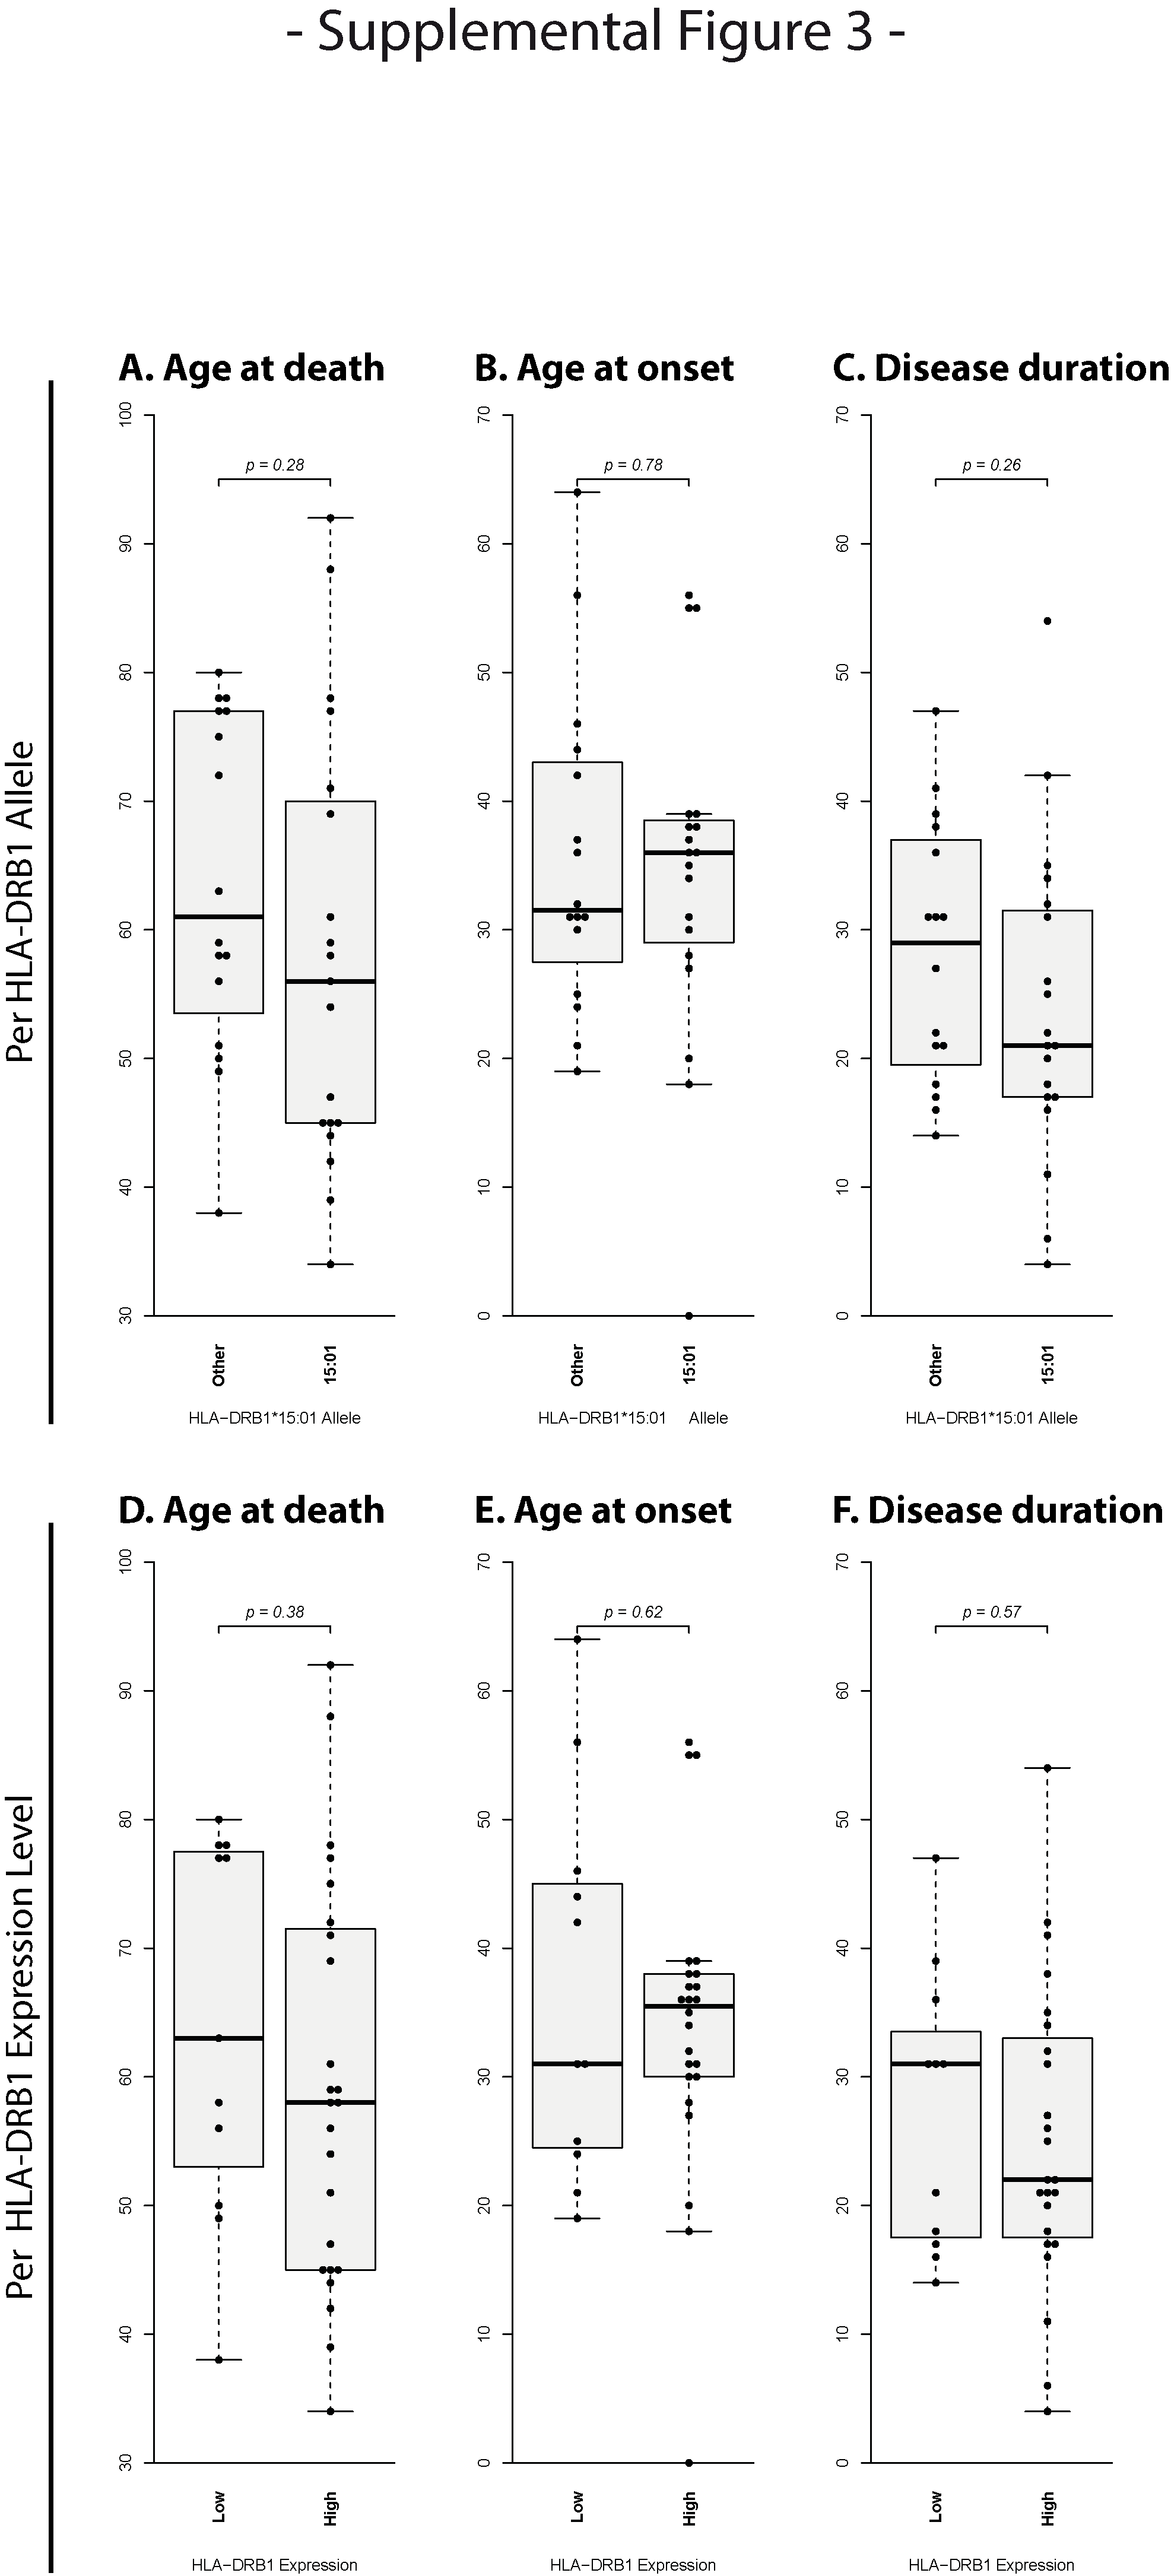 - Supplemental Figure 3 -
Per HLA-DRB1 Allele
A. Age at death
100
90
80
70
60
50
40
30
p = 0.28
Other
15:01
HLA−DRB1*15:01 Allele
B. Age at onset
70
60
50
40
30
20
10
0
p = 0.78
Other
15:01
HLA−DRB1*15:01 Allele
C. Disease duration
70
60
50
40
30
20
10
0
p = 0.26
Other
15:01
HLA−DRB1*15:01 Allele
Per HLA-DRB1 Expression Level
D. Age at death
100
90
80
70
60
50
40
30
p = 0.38
Low
High
HLA−DRB1 Expression
E. Age at onset
70
60
50
40
30
20
10
0
p = 0.62
Low
High
HLA−DRB1 Expression
F. Disease duration
70
60
50
40
30
20
10
0
p = 0.57
Low
High
HLA−DRB1 Expression